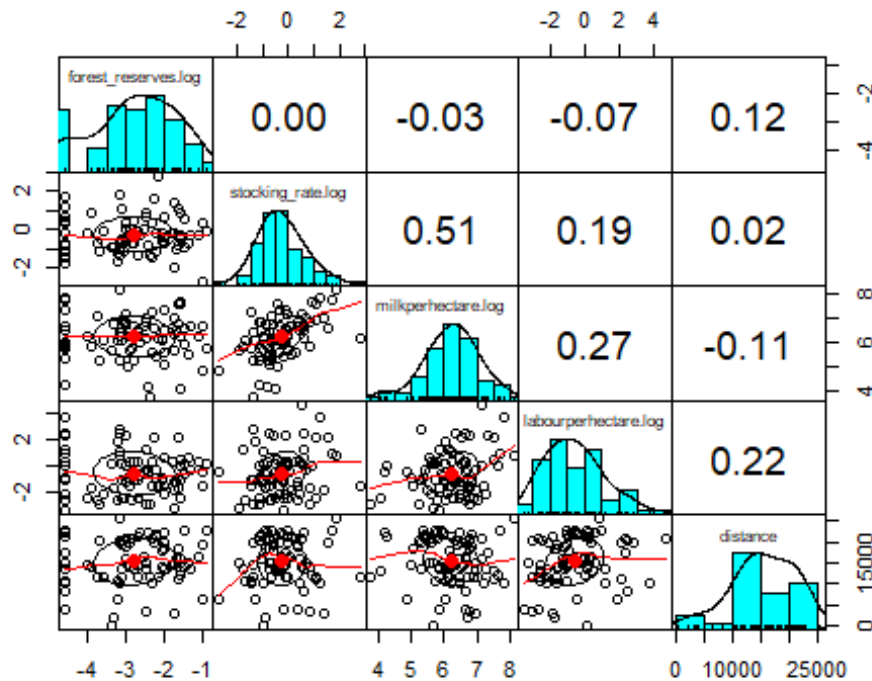 -2 0 2 -2 0 2 4
forest_reserves.log 0.00 -0.03 -0.07 0.12 -4 -2
-2 0 2 stocking_rate.log 0.51 0.19 0.02
milkperhectare.log 0.27 -0.11 4 6 8
-2 2 labourperhectare.log 0.22
distance 0 15000
-4 -3 -2 -1 4 5 6 7 8 0 10000 25000